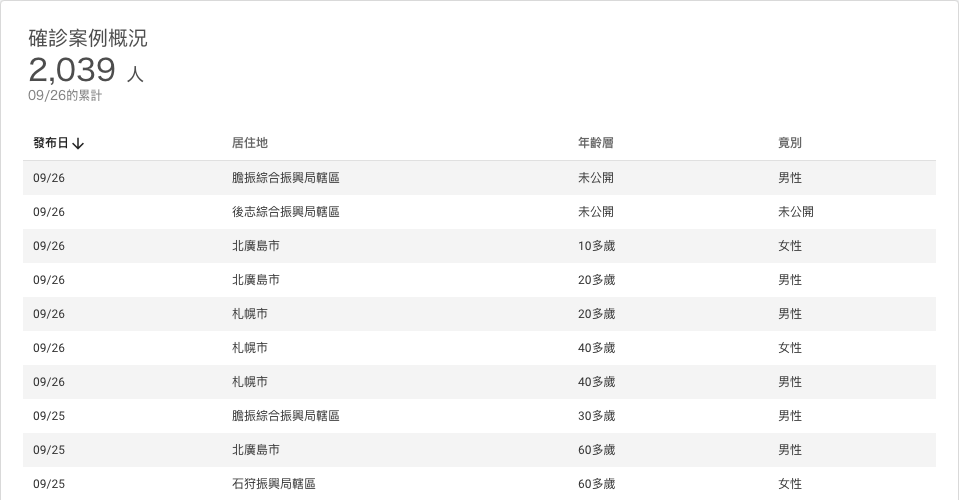 確診案例概況
2,039 人
09/26的累計
發布日↓ 居住地 年齡層 竟別
09/26 膽振綜合振興局轄區 未公開 男性
09/26 後志綜合振興局轄區 未公開 未公開
09/26 北廣島市 10多歲 女性
09/26 北廣島市 20多歲 男性
09/26 札幌市 20多歲 男性
09/26 札幌市 40多歲 女性
09/26 札幌市 40多歲 男性
09/25 膽振綜合振興局轄區 30多歲 男性
09/25 北廣島市 60多歲 男性
09/25 石狩振興局轄區 60多歲 女性